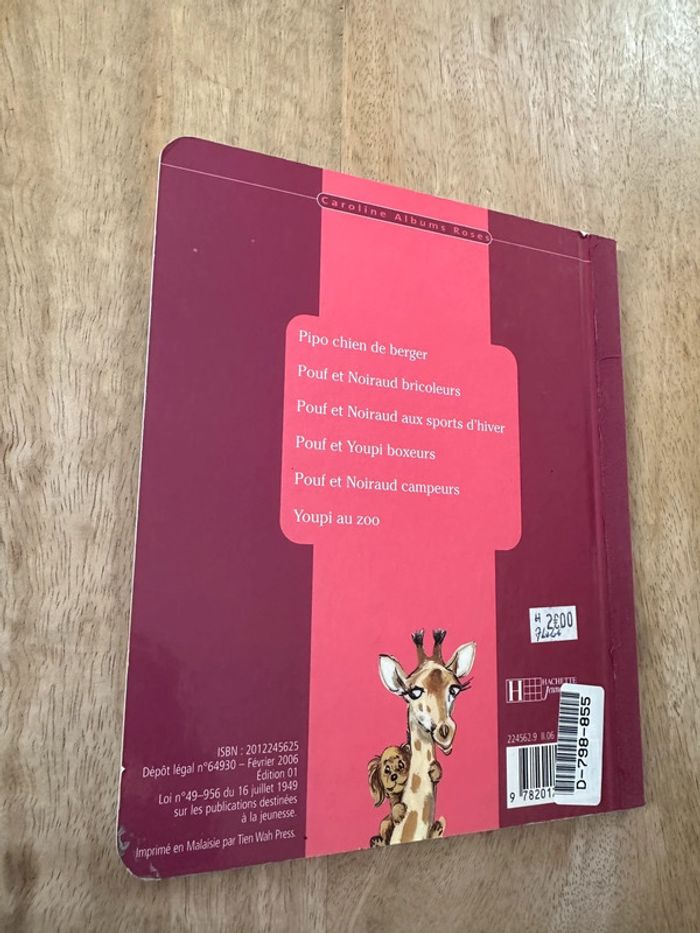 Caroline Albums Roses
Pipo chien de berger
Pouf et Noiraud bricoleurs
Pouf et Noiraud aux sports d'hiver
Pouf et Youpi boxeurs
Pouf et Noiraud campeurs
Youpi au zoo
2€00
H HACHETTE
224562.9 II.06
9 78201
D-798-855
ISBN : 2012245625
Dépôt légal n°64930 – Février 2006
Édition 01
Loi n°49-956 du 16 juillet 1949
sur les publications destinées
à la jeunesse.
Imprimé en Malaisie par Tien Wah Press.